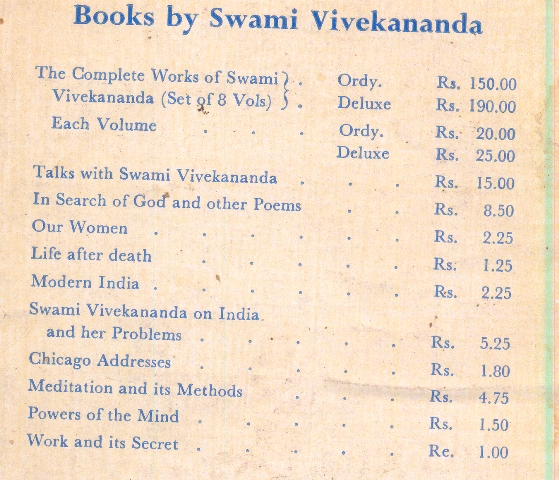 Books by Swami Vivekananda
The Complete Works of Swami } . Ordy. Rs. 150.00
Vivekananda (Set of 8 Vols) } . Deluxe Rs. 190.00
Each Volume . . . Ordy. Rs. 20.00
Deluxe Rs. 25.00
Talks with Swami Vivekananda . . . Rs. 15.00
In Search of God and other Poems . . Rs. 8.50
Our Women . . . . . Rs. 2.25
Life after death . . . . Rs. 1.25
Modern India . . . . . Rs. 2.25
Swami Vivekananda on India
and her Problems . . . . . Rs. 5.25
Chicago Addresses . . . . . Rs. 1.80
Meditation and its Methods . . . Rs. 4.75
Powers of the Mind . . . . . Rs. 1.50
Work and its Secret . . . . . Re. 1.00